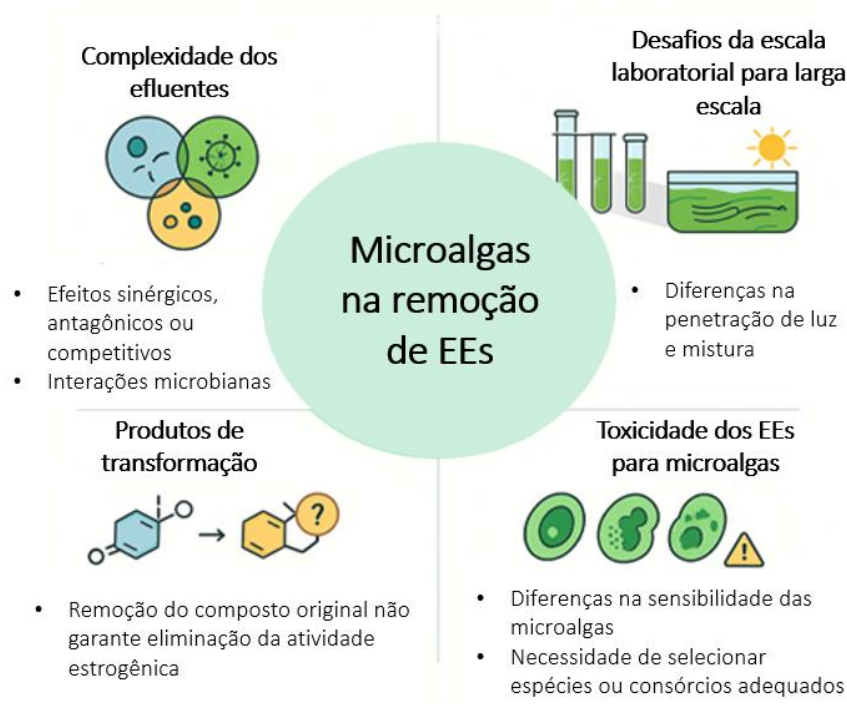 Complexidade dos
efluentes
• Efeitos sinérgicos,
antagônicos ou
competitivos
• Interações microbianas
Desafios da escala
laboratorial para larga
escala
• Diferenças na
penetração de luz
e mistura
Microalgas
na remoção
de EEs
Produtos de
transformação
?
• Remoção do composto original não
garante eliminação da atividade
estrogênica
Toxicidade dos EEs
para microalgas
!
• Diferenças na sensibilidade das
microalgas
• Necessidade de selecionar
espécies ou consórcios adequados